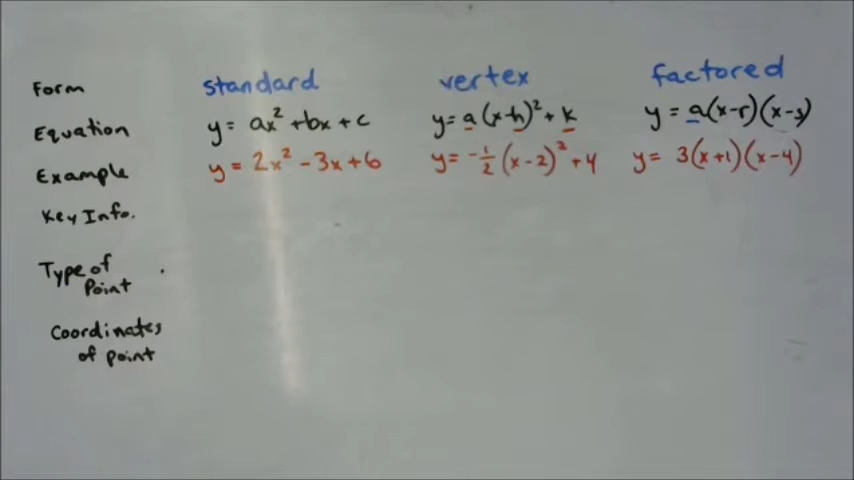 Form standard vertex factored
Equation y = ax² + bx + c y = a(x-h)² + k y = a(x-r)(x-s)
Example y = 2x² - 3x + 6 y = -1/2 (x-2)² + 4 y = 3(x+1)(x-4)
Key Info.
Type of
Point
Coordinates
of point